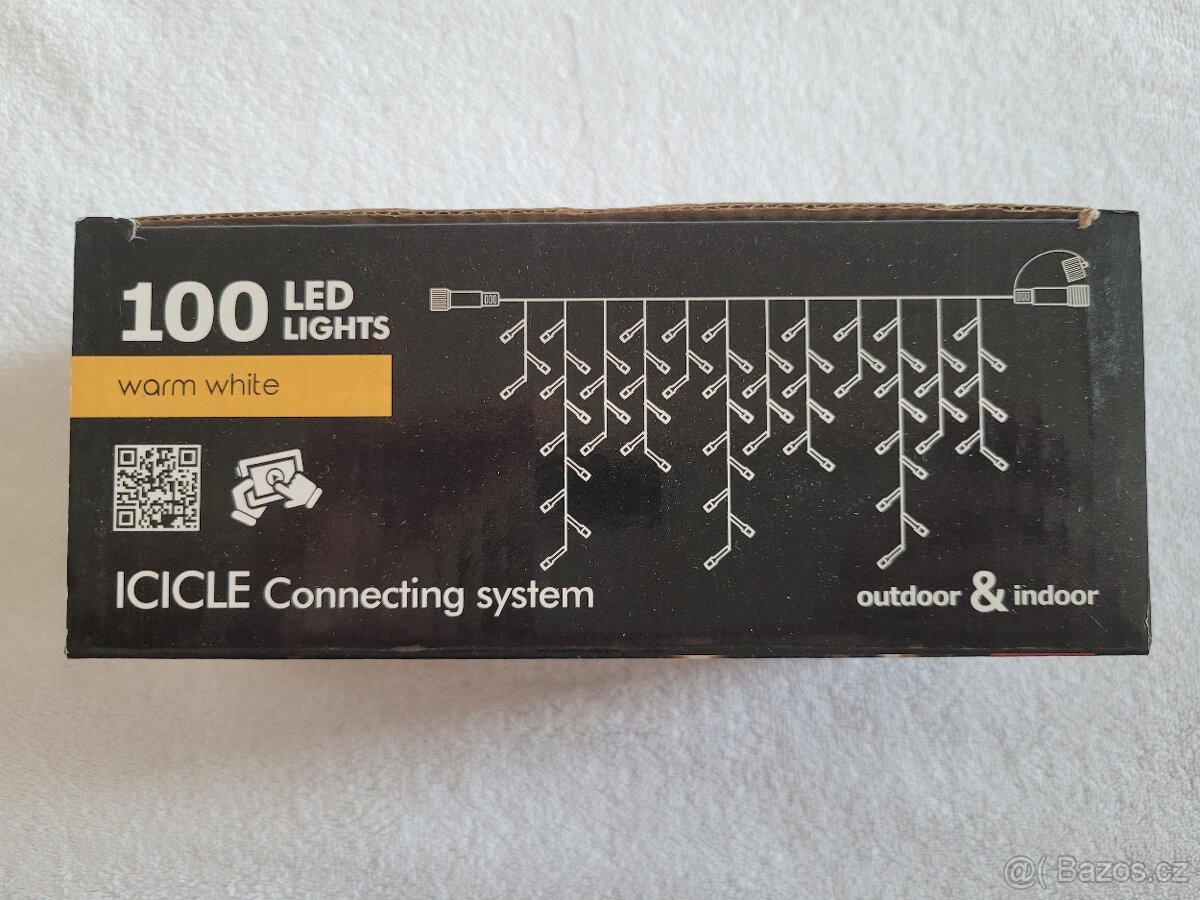 100 LED
LIGHTS
warm white
ICICLE Connecting system
outdoor & indoor
@( Bazos.cz